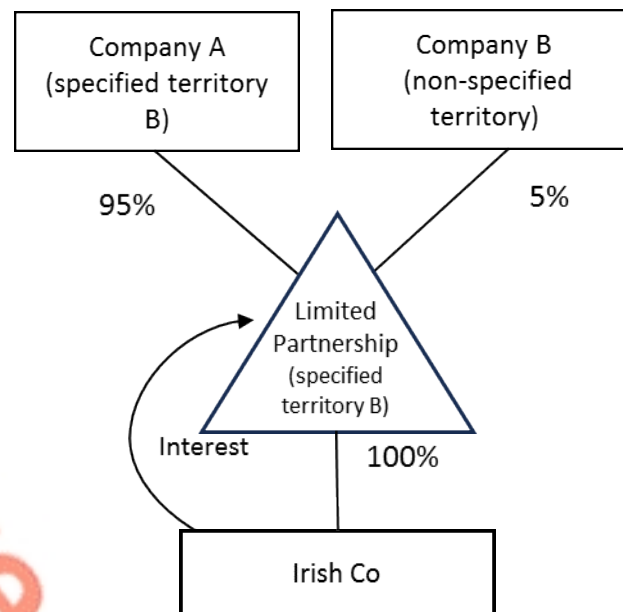 Company A
(specified territory
B)
Company B
(non-specified
territory)
95%
5%
Limited
Partnership
(specified
territory B)
Interest
100%
Irish Co